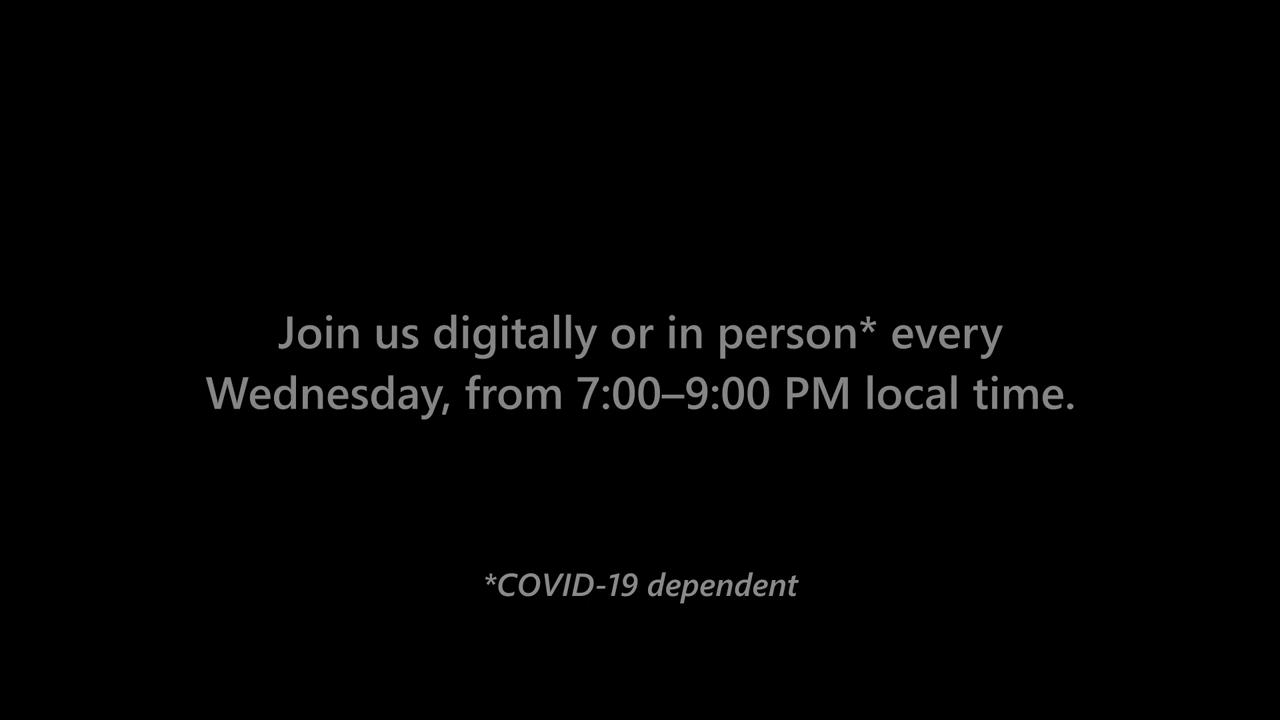 Join us digitally or in person* every
Wednesday, from 7:00–9:00 PM local time.
*COVID-19 dependent